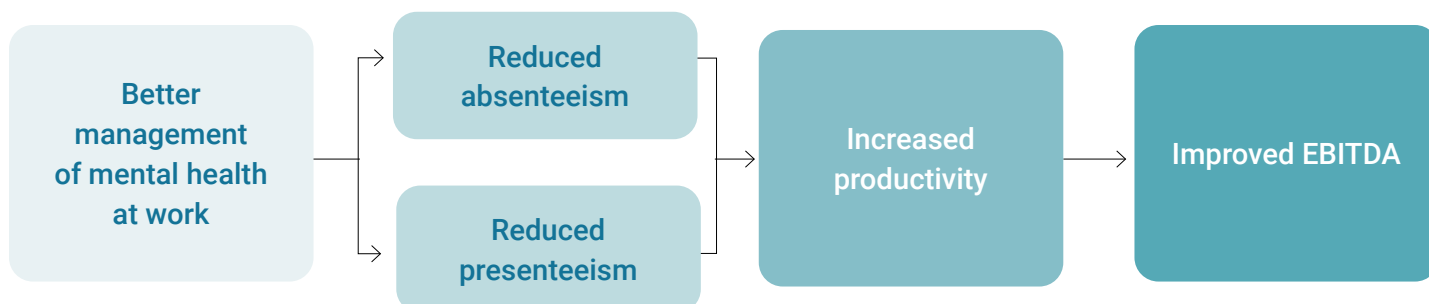 Better
management
of mental health
at work
Reduced
absenteeism
Reduced
presenteeism
Increased
productivity
Improved EBITDA